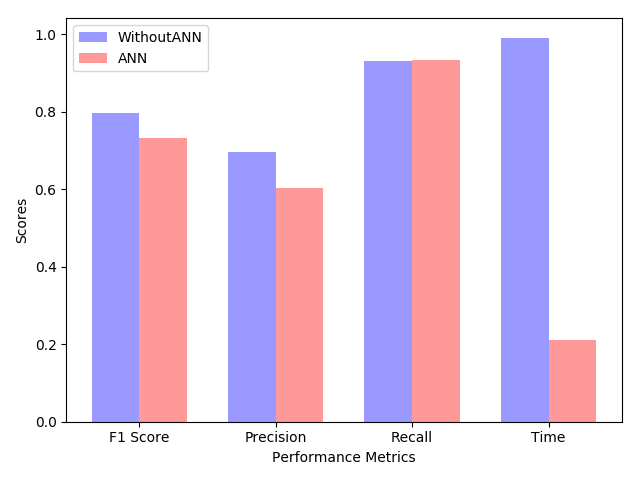 WithoutANN
ANN
1.0
0.8
0.6
0.4
0.2
0.0
Scores
F1 Score Precision Recall Time
Performance Metrics